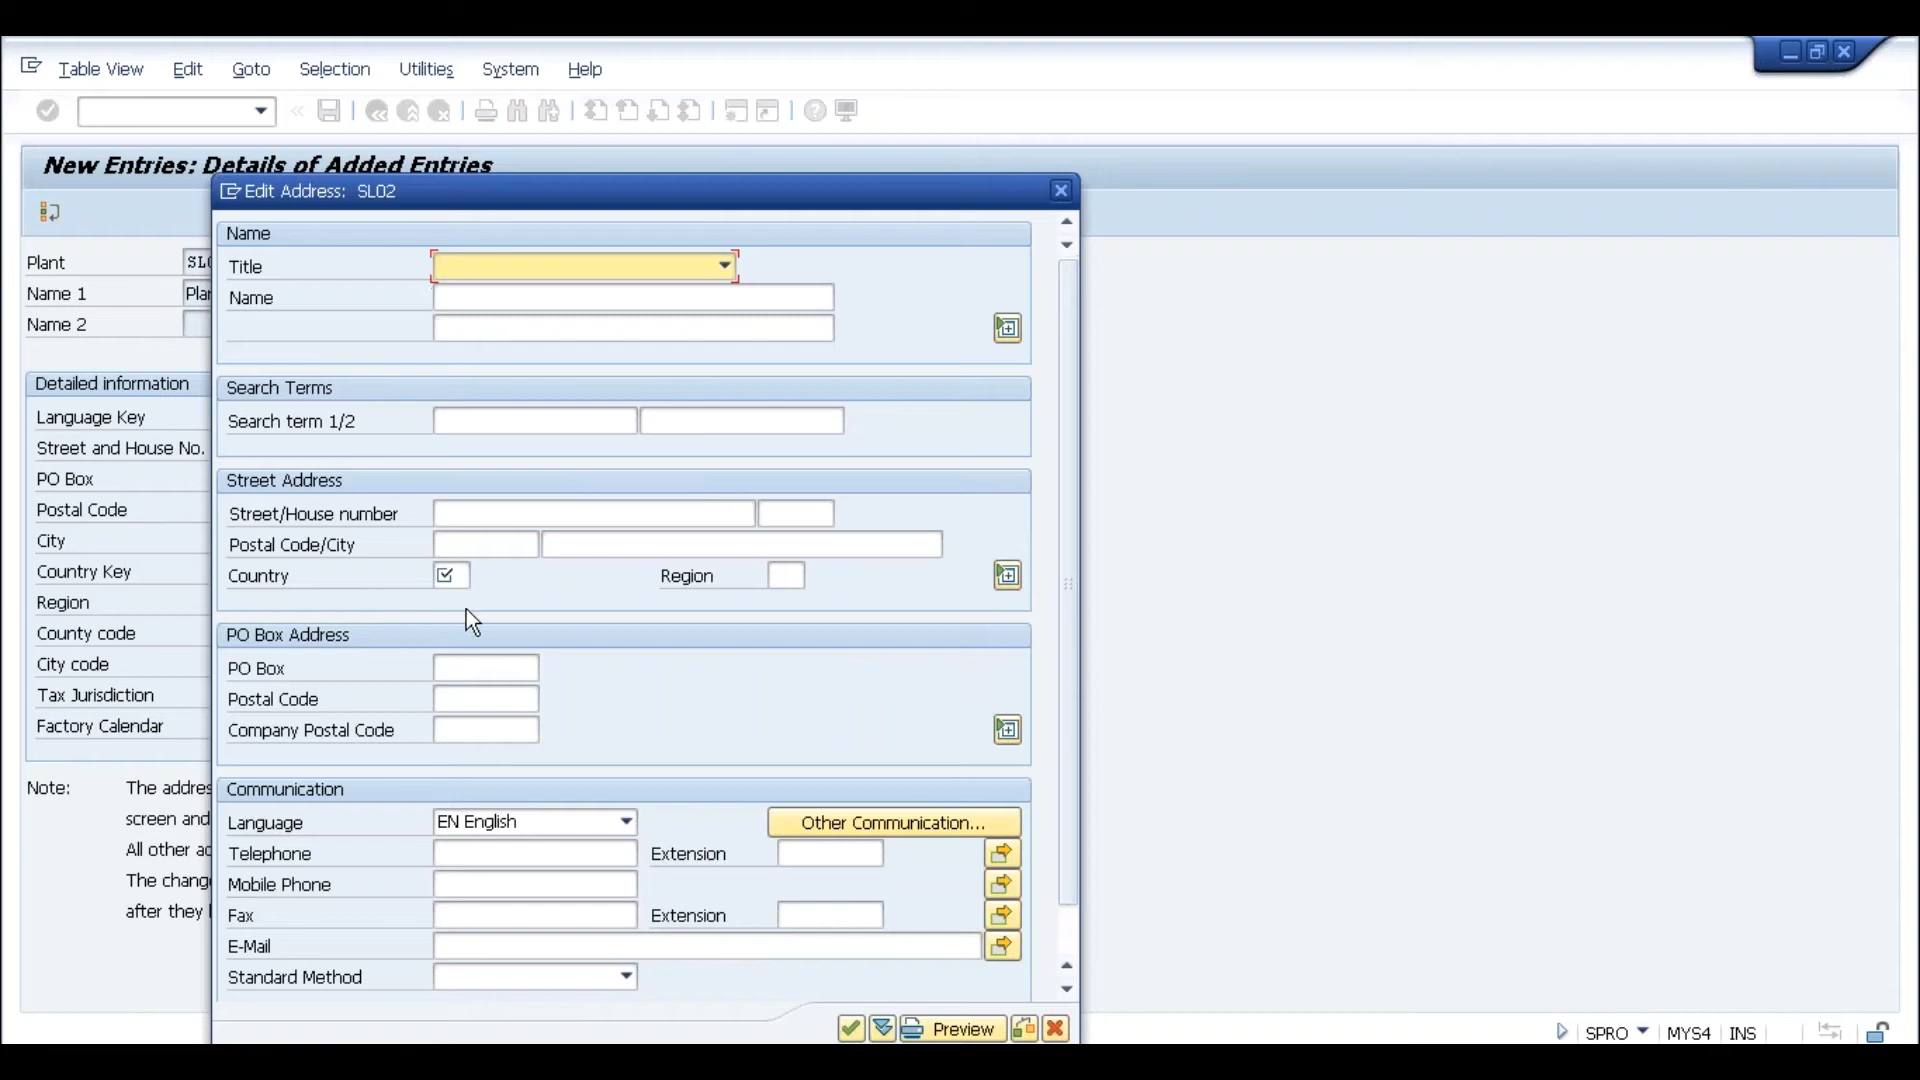 Table View Edit Goto Selection Utilities System Help
New Entries: Details of Added Entries
Edit Address: SL02
Plant
Name 1
Name 2
Detailed information
Language Key
Street and House No.
PO Box
Postal Code
City
Country Key
Region
County code
City code
Tax Jurisdiction
Factory Calendar
Note: The
screen and
All other
The
after they
Name
Title
Name
Search Terms
Search term 1/2
Street Address
Street/House number
Postal Code/City
Country Region
PO Box Address
PO Box
Postal Code
Company Postal Code
Communication
Language EN English Other Communication...
Telephone Extension
Mobile Phone
Fax Extension
E-Mail
Standard Method
Preview
SPRO MYS4 INS